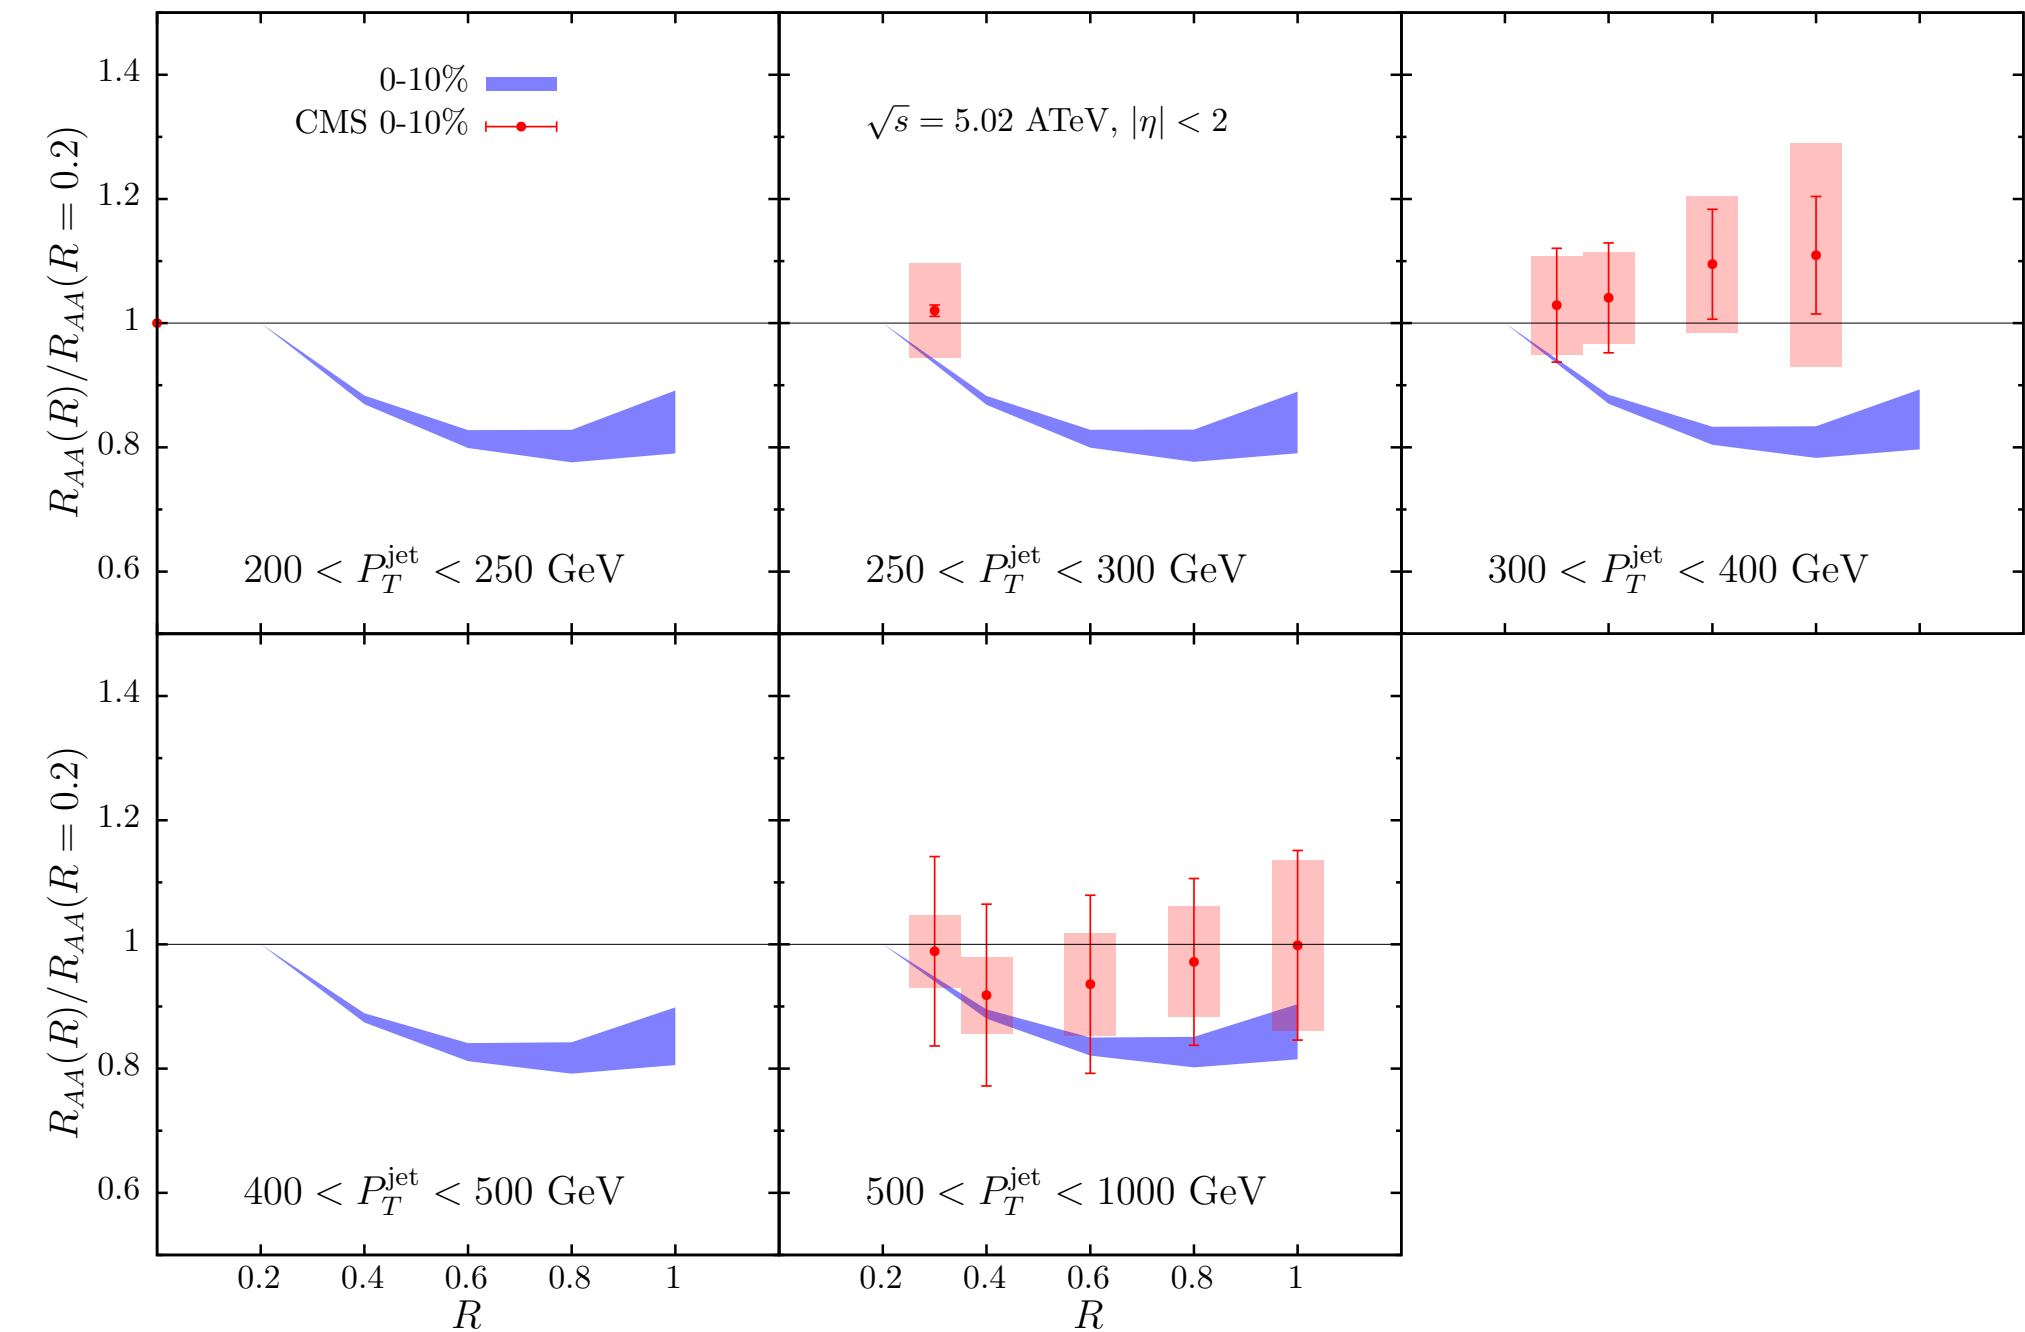 0-10%
CMS 0-10%
√s = 5.02 ATeV, |η| < 2
R_{AA}(R)/R_{AA}(R = 0.2)
1.4
1.2
1
0.8
0.6
200 < P_T^{jet} < 250 GeV
250 < P_T^{jet} < 300 GeV
300 < P_T^{jet} < 400 GeV
R_{AA}(R)/R_{AA}(R = 0.2)
1.4
1.2
1
0.8
0.6
400 < P_T^{jet} < 500 GeV
500 < P_T^{jet} < 1000 GeV
0.2 0.4 0.6 0.8 1
0.2 0.4 0.6 0.8 1
R
R